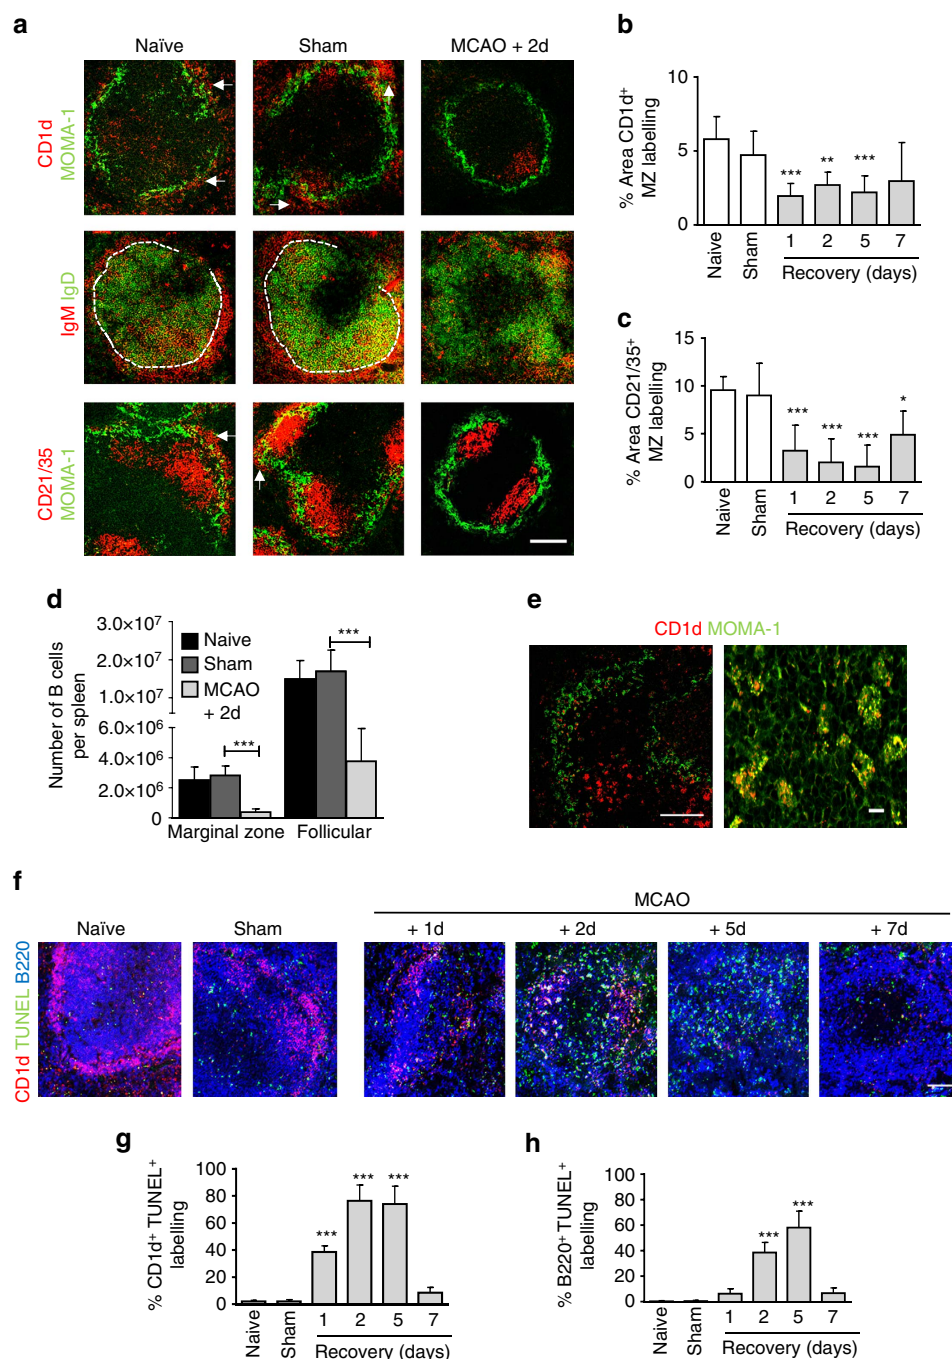 a
Naïve Sham MCAO + 2d
CD1d
MOMA-1
IgM IgD
CD21/35
MOMA-1
b
% Area CD1d+
MZ labelling
10
5
0
*** ** ***
Naive Sham 1 2 5 7
Recovery (days)
c
% Area CD21/35+
MZ labelling
15
10
5
0
*** *** *** *
Naive Sham 1 2 5 7
Recovery (days)
d
Number of B cells
per spleen
3.0×10⁷
2.0×10⁷
1.0×10⁷
6.0×10⁶
4.0×10⁶
2.0×10⁶
0
Naive
Sham
MCAO
+ 2d
***
***
Marginal zone Follicular
e
CD1d MOMA-1
f
MCAO
Naïve Sham + 1d + 2d + 5d + 7d
CD1d TUNEL B220
g
% CD1d+ TUNEL+
labelling
100
80
60
40
20
0
*** *** ***
Naive Sham 1 2 5 7
Recovery (days)
h
% B220+ TUNEL+
labelling
100
80
60
40
20
0
*** ***
Naive Sham 1 2 5 7
Recovery (days)